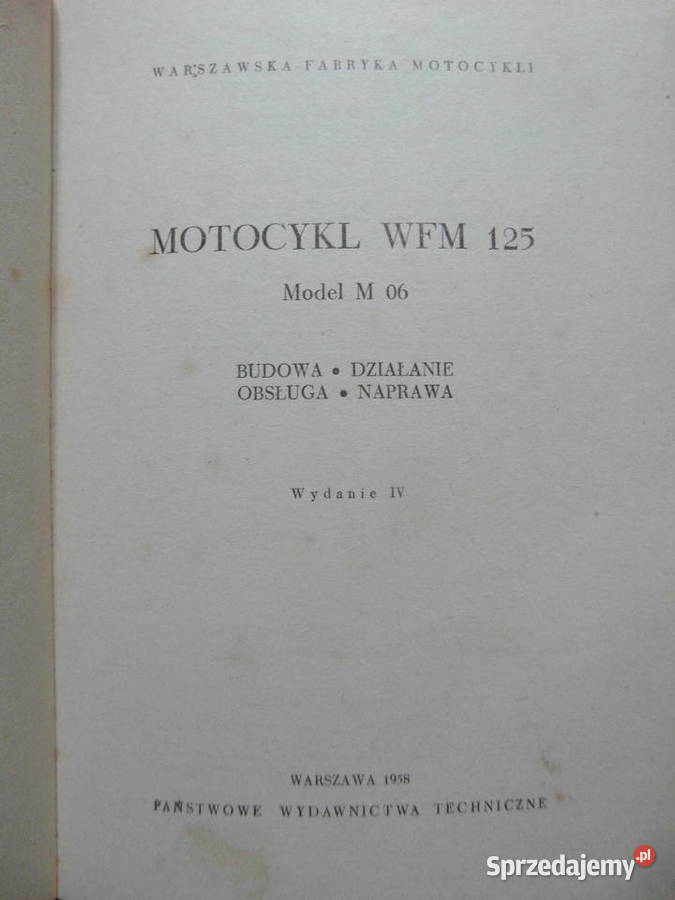 WARSZAWSKA FABRYKA MOTOCYKLI
MOTOCYKL WFM 125
Model M 06
BUDOWA • DZIAŁANIE
OBSŁUGA • NAPRAWA
Wydanie IV
WARSZAWA 1958
PAŃSTWOWE WYDAWNICTWA TECHNICZNE
Sprzedajemy.pl